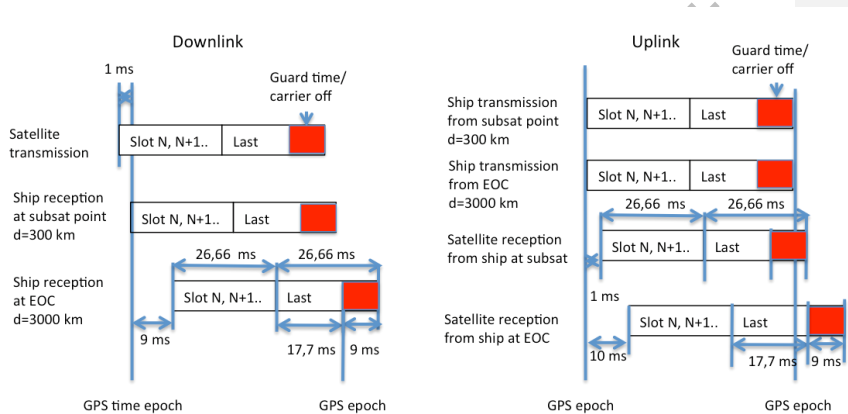 Downlink
1 ms
Guard time/
carrier off
Satellite
transmission
Slot N, N+1..
Last
Ship reception
at subsat point
d=300 km
Slot N, N+1..
Last
26,66 ms
26,66 ms
Ship reception
at EOC
d=3000 km
Slot N, N+1..
Last
9 ms
17,7 ms
9 ms
GPS time epoch
GPS epoch
Uplink
Guard time/
carrier off
Ship transmission
from subsat point
d=300 km
Slot N, N+1..
Last
Ship transmission
from EOC
d=3000 km
Slot N, N+1..
Last
26,66 ms
26,66 ms
Satellite reception
from ship at subsat
Slot N, N+1..
Last
1 ms
Satellite reception
from ship at EOC
Slot N, N+1..
Last
10 ms
17,7 ms
9 ms
GPS epoch
GPS epoch